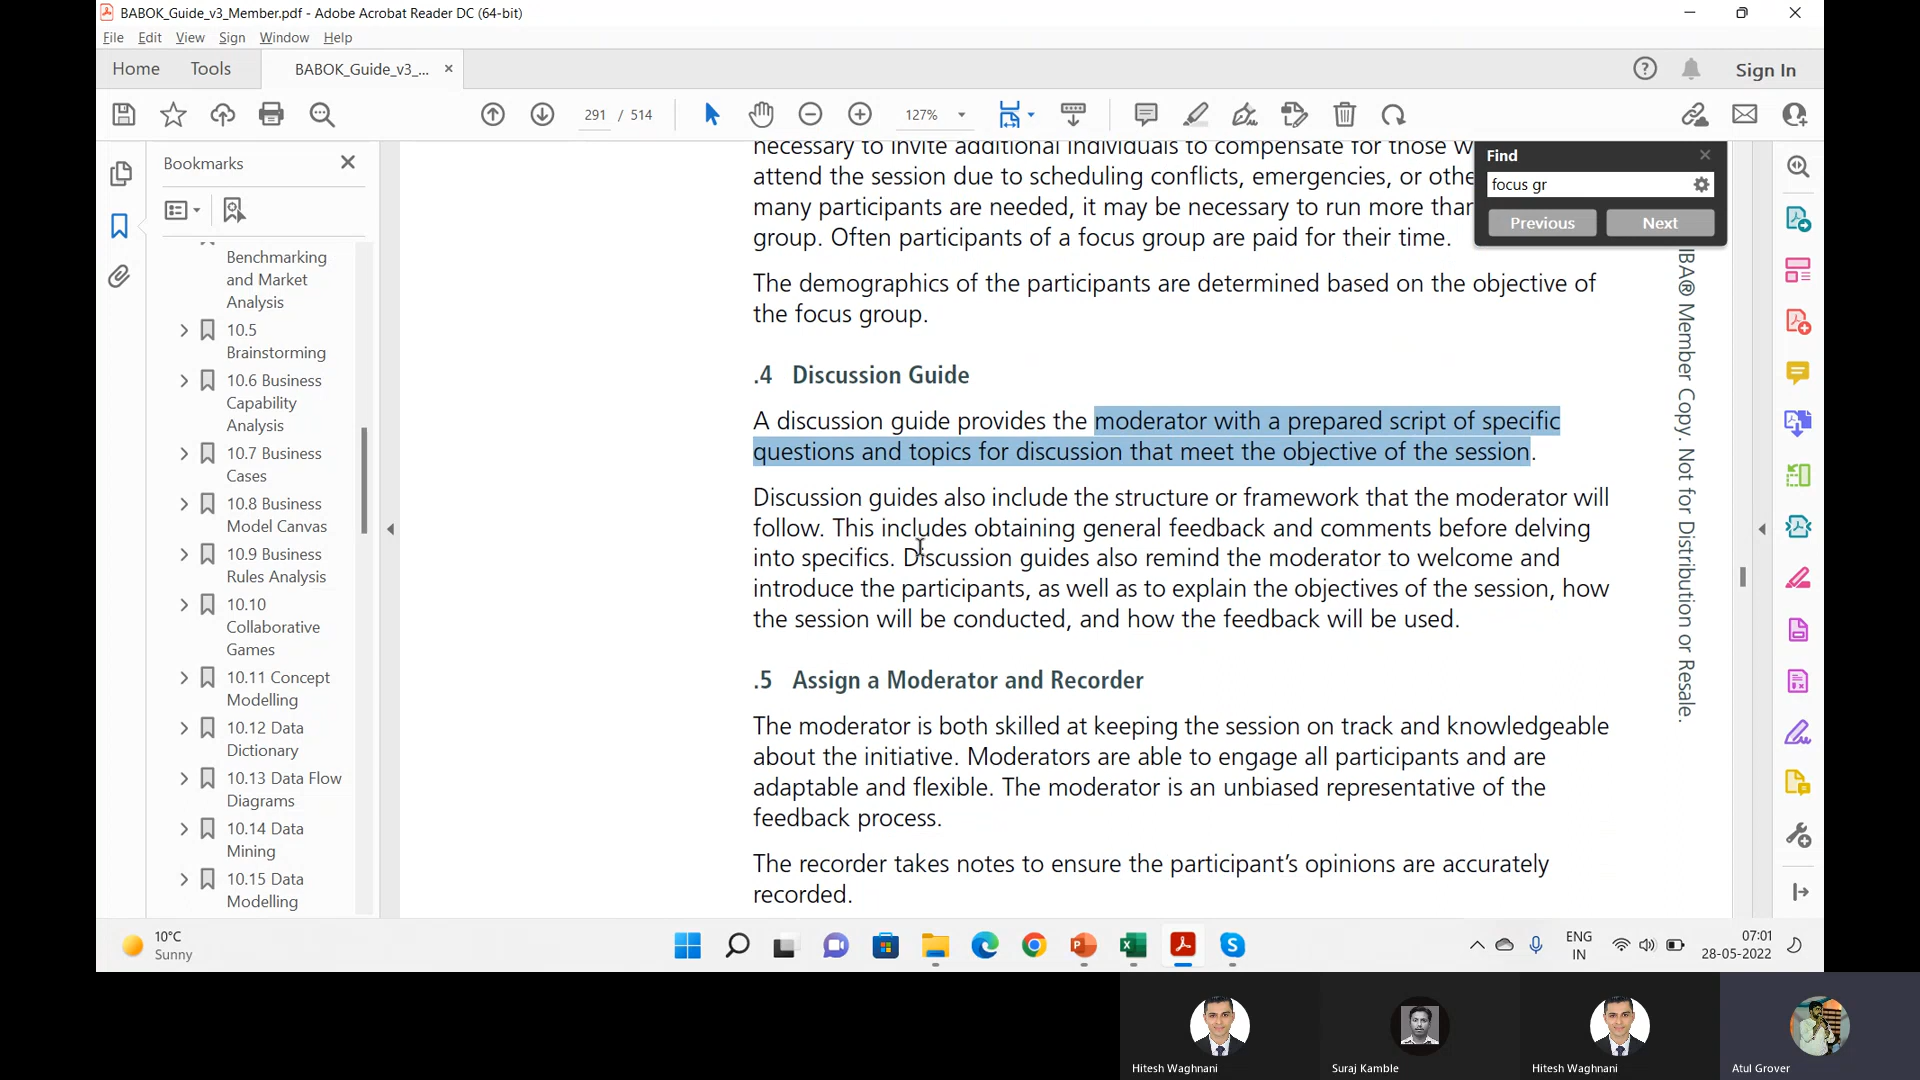 BABOK_Guide_v3_Member.pdf - Adobe Acrobat Reader DC (64-bit)
File Edit View Sign Window Help
Home Tools BABOK_Guide_v3_... × Sign In
291 / 514 127%
Bookmarks
Benchmarking
and Market
Analysis
10.5
Brainstorming
10.6 Business
Capability
Analysis
10.7 Business
Cases
10.8 Business
Model Canvas
10.9 Business
Rules Analysis
10.10
Collaborative
Games
10.11 Concept
Modelling
10.12 Data
Dictionary
10.13 Data Flow
Diagrams
10.14 Data
Mining
10.15 Data
Modelling
necessary to invite additional individuals to compensate for those
attend the session due to scheduling conflicts, emergencies, or
many participants are needed, it may be necessary to run more
group. Often participants of a focus group are paid for their time.
The demographics of the participants are determined based on the objective of
the focus group.
.4 Discussion Guide
A discussion guide provides the moderator with a prepared script of specific
questions and topics for discussion that meet the objective of the session.
Discussion guides also include the structure or framework that the moderator will
follow. This includes obtaining general feedback and comments before delving
into specifics. Discussion guides also remind the moderator to welcome and
introduce the participants, as well as to explain the objectives of the session, how
the session will be conducted, and how the feedback will be used.
.5 Assign a Moderator and Recorder
The moderator is both skilled at keeping the session on track and knowledgeable
about the initiative. Moderators are able to engage all participants and are
adaptable and flexible. The moderator is an unbiased representative of the
feedback process.
The recorder takes notes to ensure the participant's opinions are accurately
recorded.
Find
focus gr
Previous Next
IBA® Member Copy. Not for Distribution or Resale.
10°C
Sunny
ENG
IN
07:01
28-05-2022
Hitesh Waghnani
Suraj Kamble
Hitesh Waghnani
Atul Grover